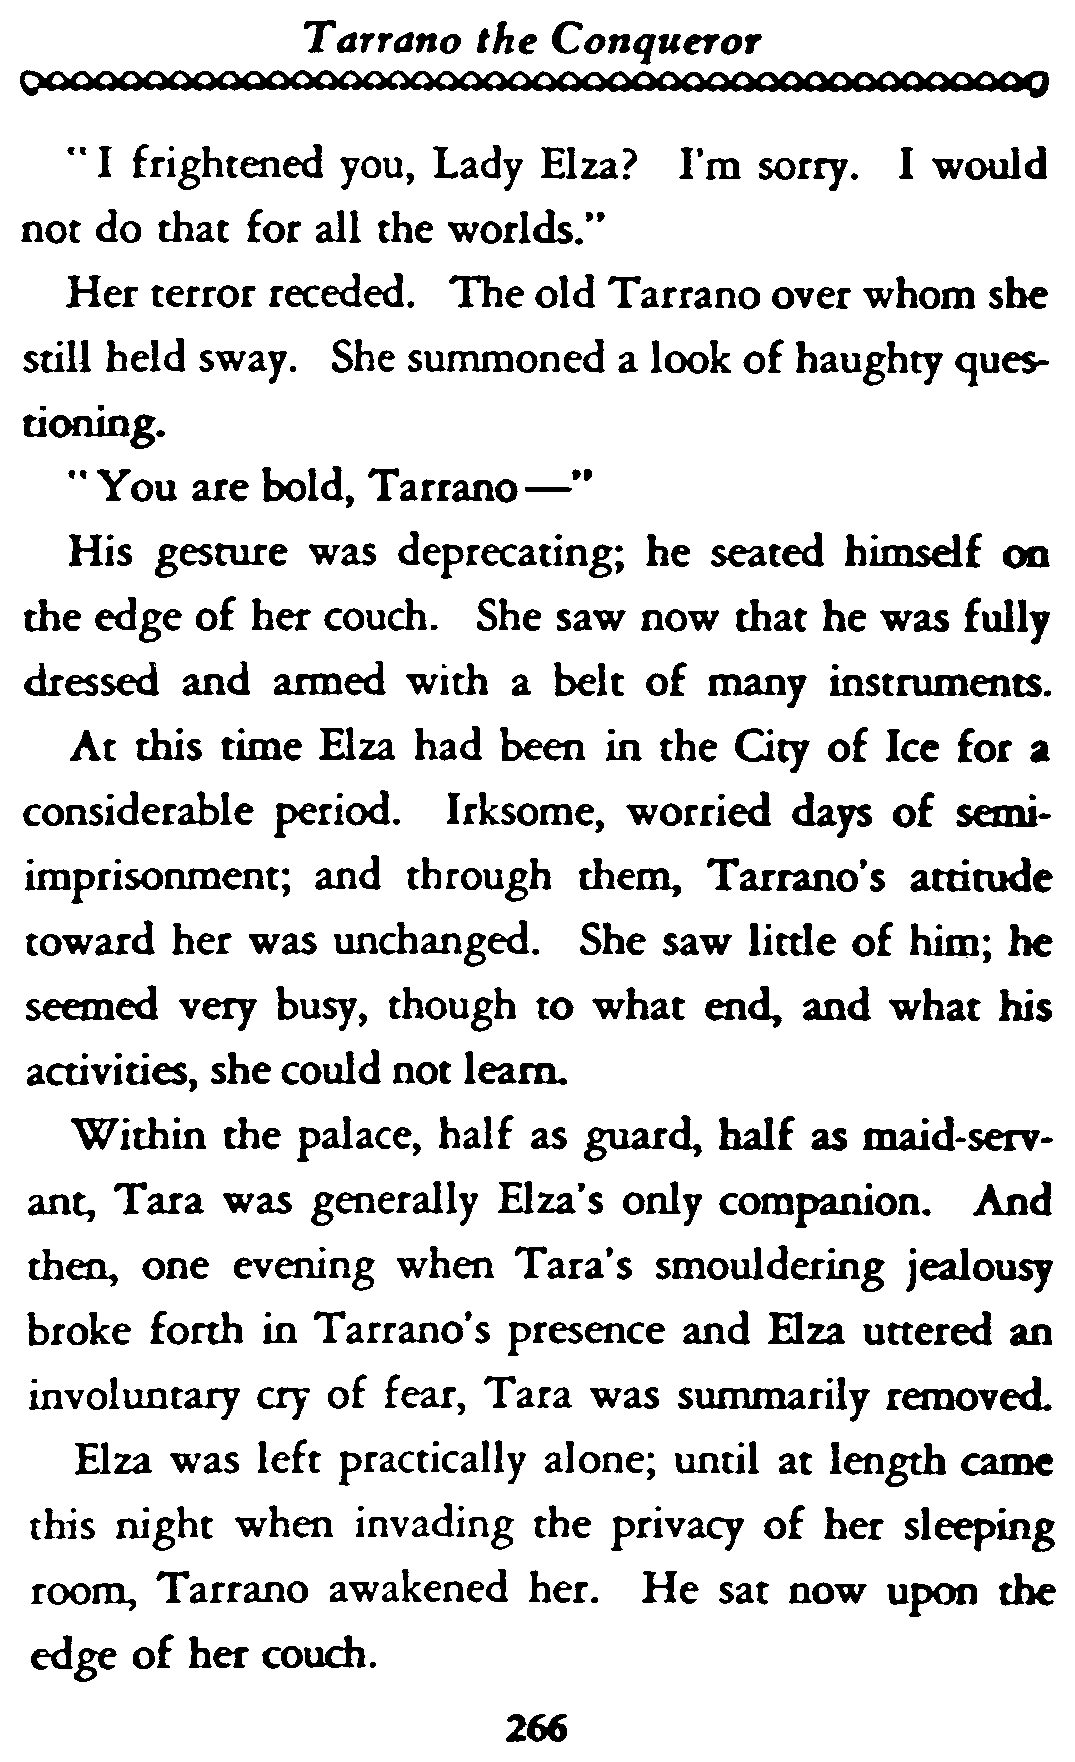 Tarrano the Conqueror
"I frightened you, Lady Elza? I'm sorry. I would
not do that for all the worlds."
Her terror receded. The old Tarrano over whom she
still held sway. She summoned a look of haughty ques-
tioning.
"You are bold, Tarrano—"
His gesture was deprecating; he seated himself on
the edge of her couch. She saw now that he was fully
dressed and armed with a belt of many instruments.
At this time Elza had been in the City of Ice for a
considerable period. Irksome, worried days of semi-
imprisonment; and through them, Tarrano's attitude
toward her was unchanged. She saw little of him; he
seemed very busy, though to what end, and what his
activities, she could not learn.
Within the palace, half as guard, half as maid-serv-
ant, Tara was generally Elza's only companion. And
then, one evening when Tara's smouldering jealousy
broke forth in Tarrano's presence and Elza uttered an
involuntary cry of fear, Tara was summarily removed.
Elza was left practically alone; until at length came
this night when invading the privacy of her sleeping
room, Tarrano awakened her. He sat now upon the
edge of her couch.
266